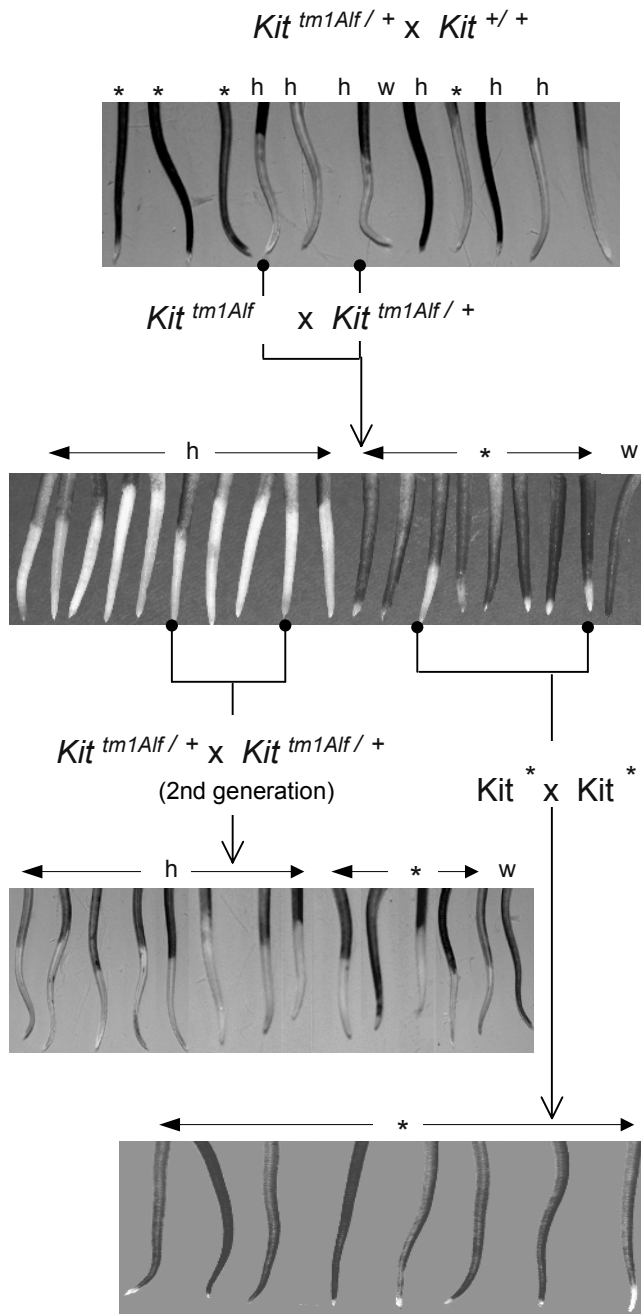 Kit tm1Alf / + x Kit +/ +
* * * h h h w h * h h
Kit tm1Alf x Kit tm1Alf / +
h * w
Kit tm1Alf / + x Kit tm1Alf / +
(2nd generation)
Kit * x Kit *
h * w
*